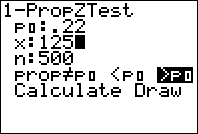 1-PropZTest
p₀:.22
x:125
n:500
prop≠p₀ <p₀ >p₀
Calculate Draw